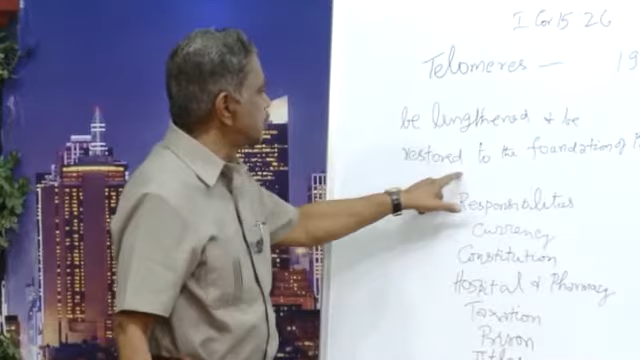 I Cor 15 26
Telomeres — 19
be lengthened & be
restored to the foundation of
Responsibilities
Currency
Constitution
Hospital & Pharmacy
Taxation
Prison